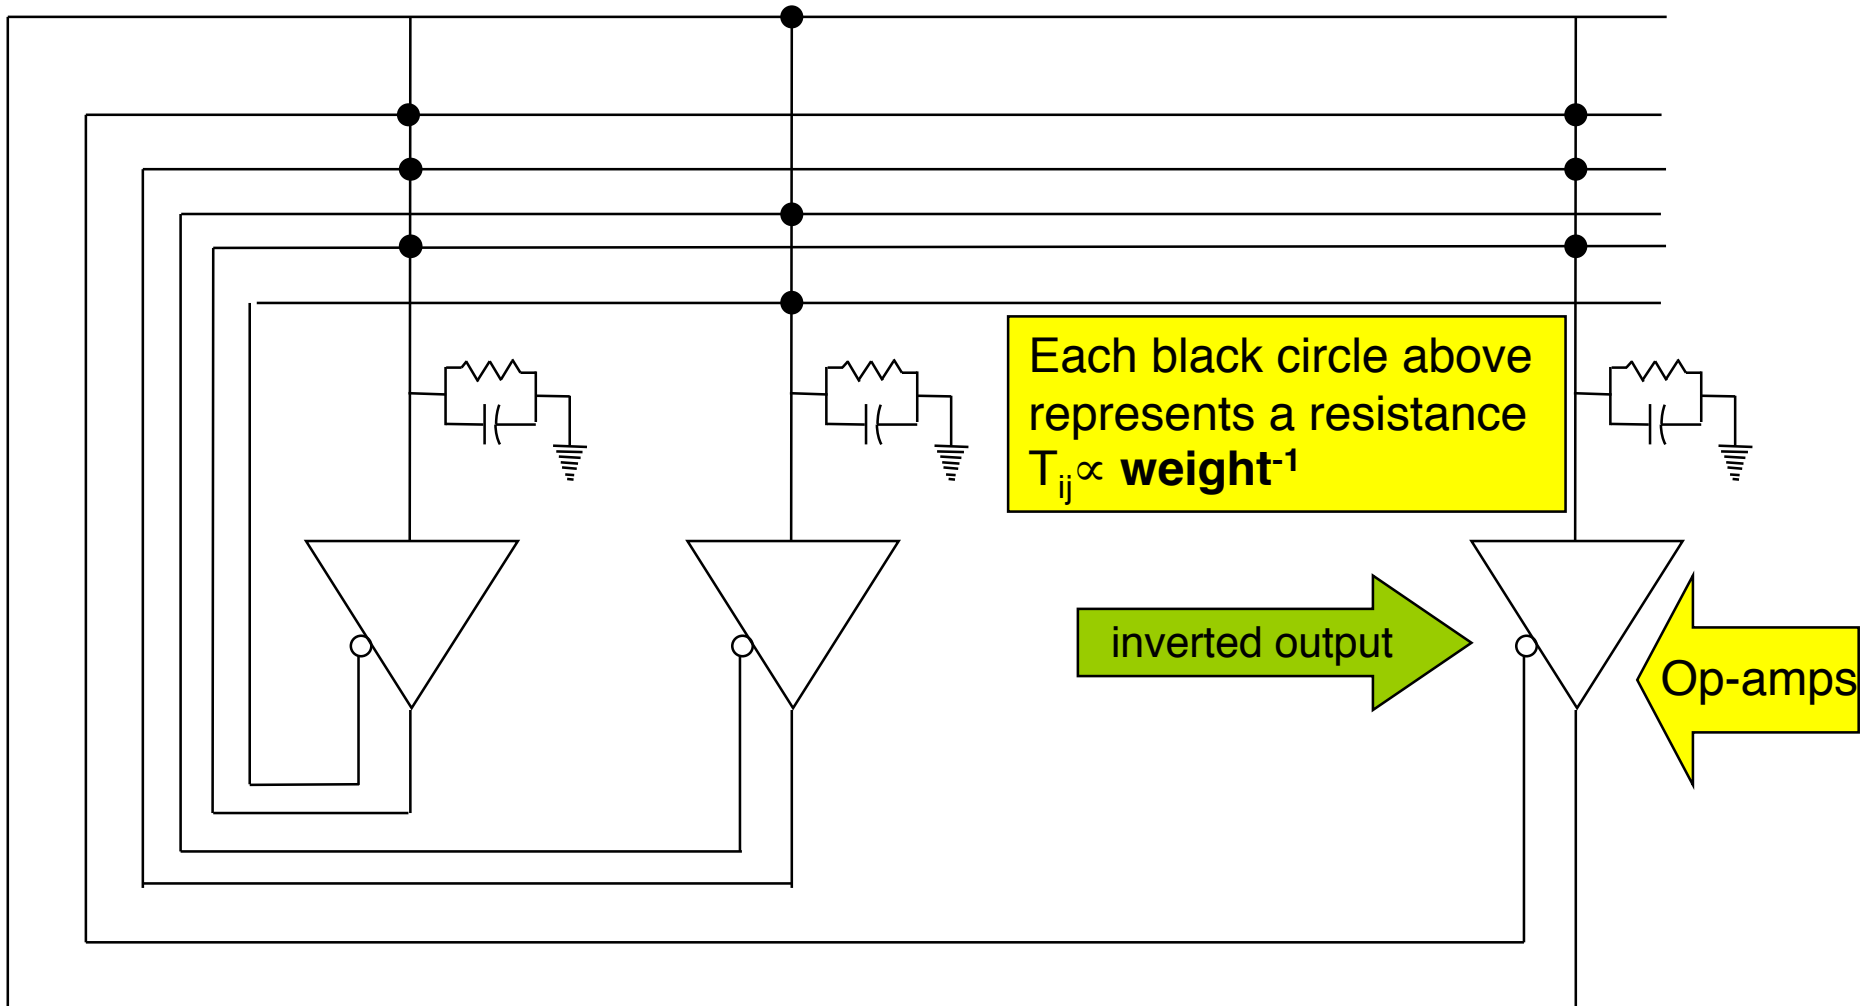 Each black circle above
represents a resistance
Tij∝ weight-1
inverted output
Op-amps